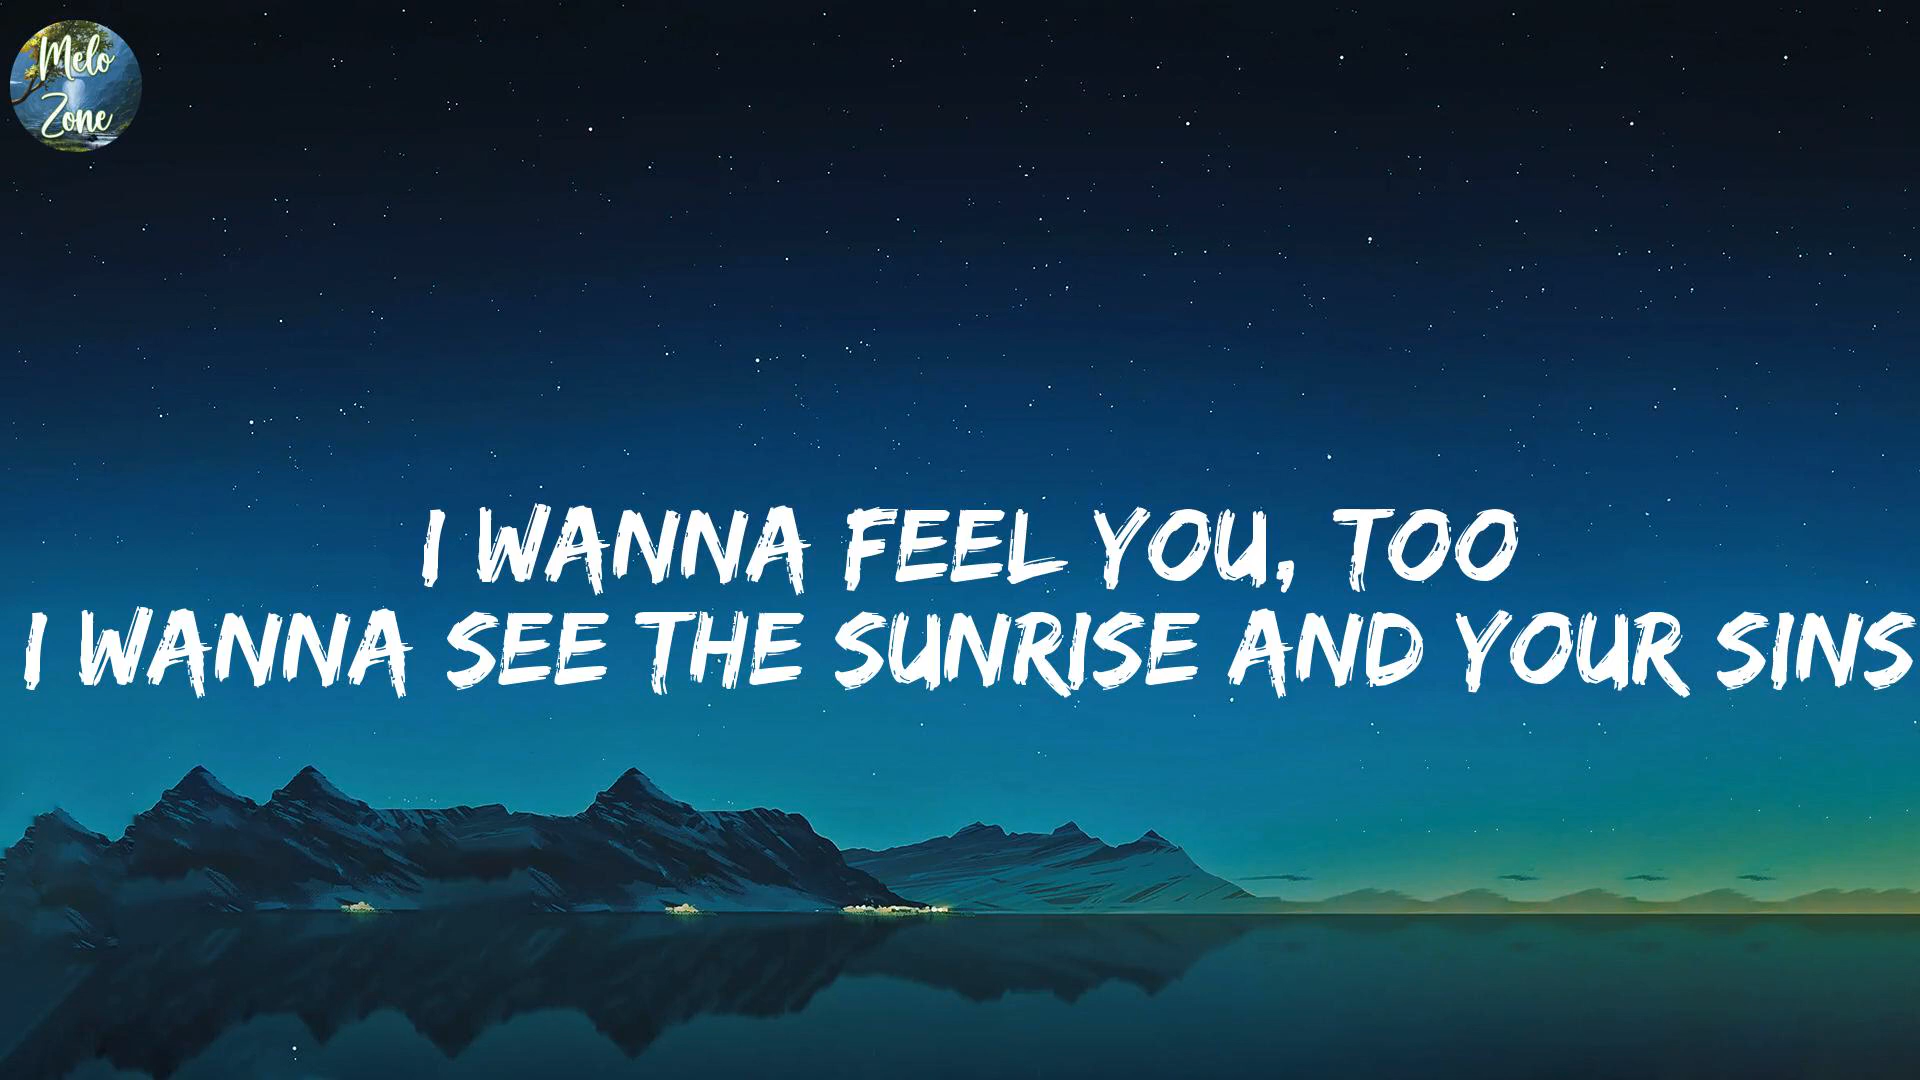 Melo
Zone
I WANNA FEEL YOU, TOO
I WANNA SEE THE SUNRISE AND YOUR SINS